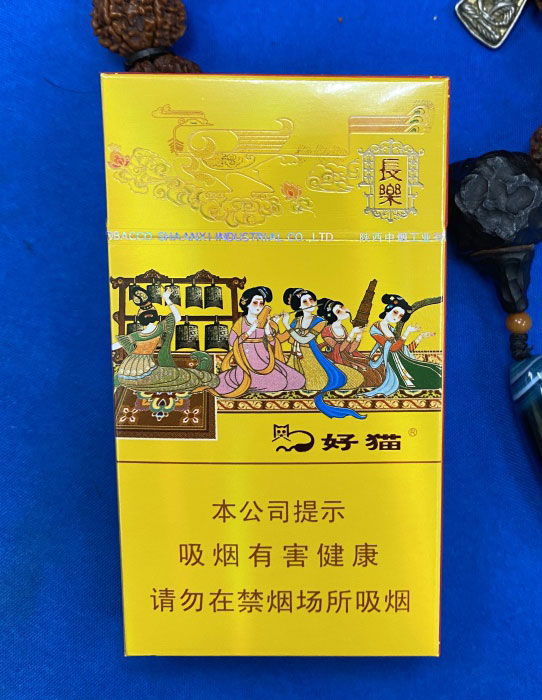 長樂
TOBACCO SHAANXI INDUSTRIAL CO., LTD 陕西中烟工业
好猫®
本公司提示
吸烟有害健康
请勿在禁烟场所吸烟